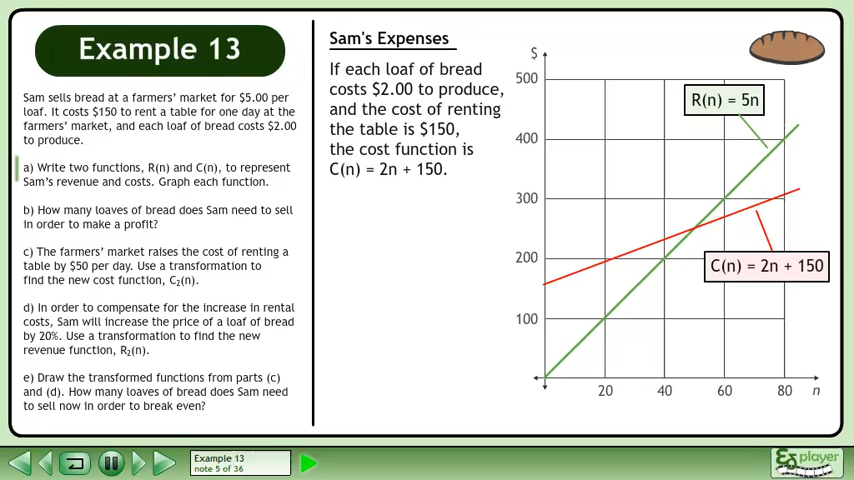 Example 13
Sam sells bread at a farmers' market for $5.00 per
loaf. It costs $150 to rent a table for one day at the
farmers' market, and each loaf of bread costs $2.00
to produce.
a) Write two functions, R(n) and C(n), to represent
Sam's revenue and costs. Graph each function.
b) How many loaves of bread does Sam need to sell
in order to make a profit?
c) The farmers' market raises the cost of renting a
table by $50 per day. Use a transformation to
find the new cost function, C₂(n).
d) In order to compensate for the increase in rental
costs, Sam will increase the price of a loaf of bread
by 20%. Use a transformation to find the new
revenue function, R₂(n).
e) Draw the transformed functions from parts (c)
and (d). How many loaves of bread does Sam need
to sell now in order to break even?
Sam's Expenses
If each loaf of bread
costs $2.00 to produce,
and the cost of renting
the table is $150,
the cost function is
C(n) = 2n + 150.
$
500
400
300
200
100
R(n) = 5n
C(n) = 2n + 150
20 40 60 80 n
Example 13
note 5 of 36
player